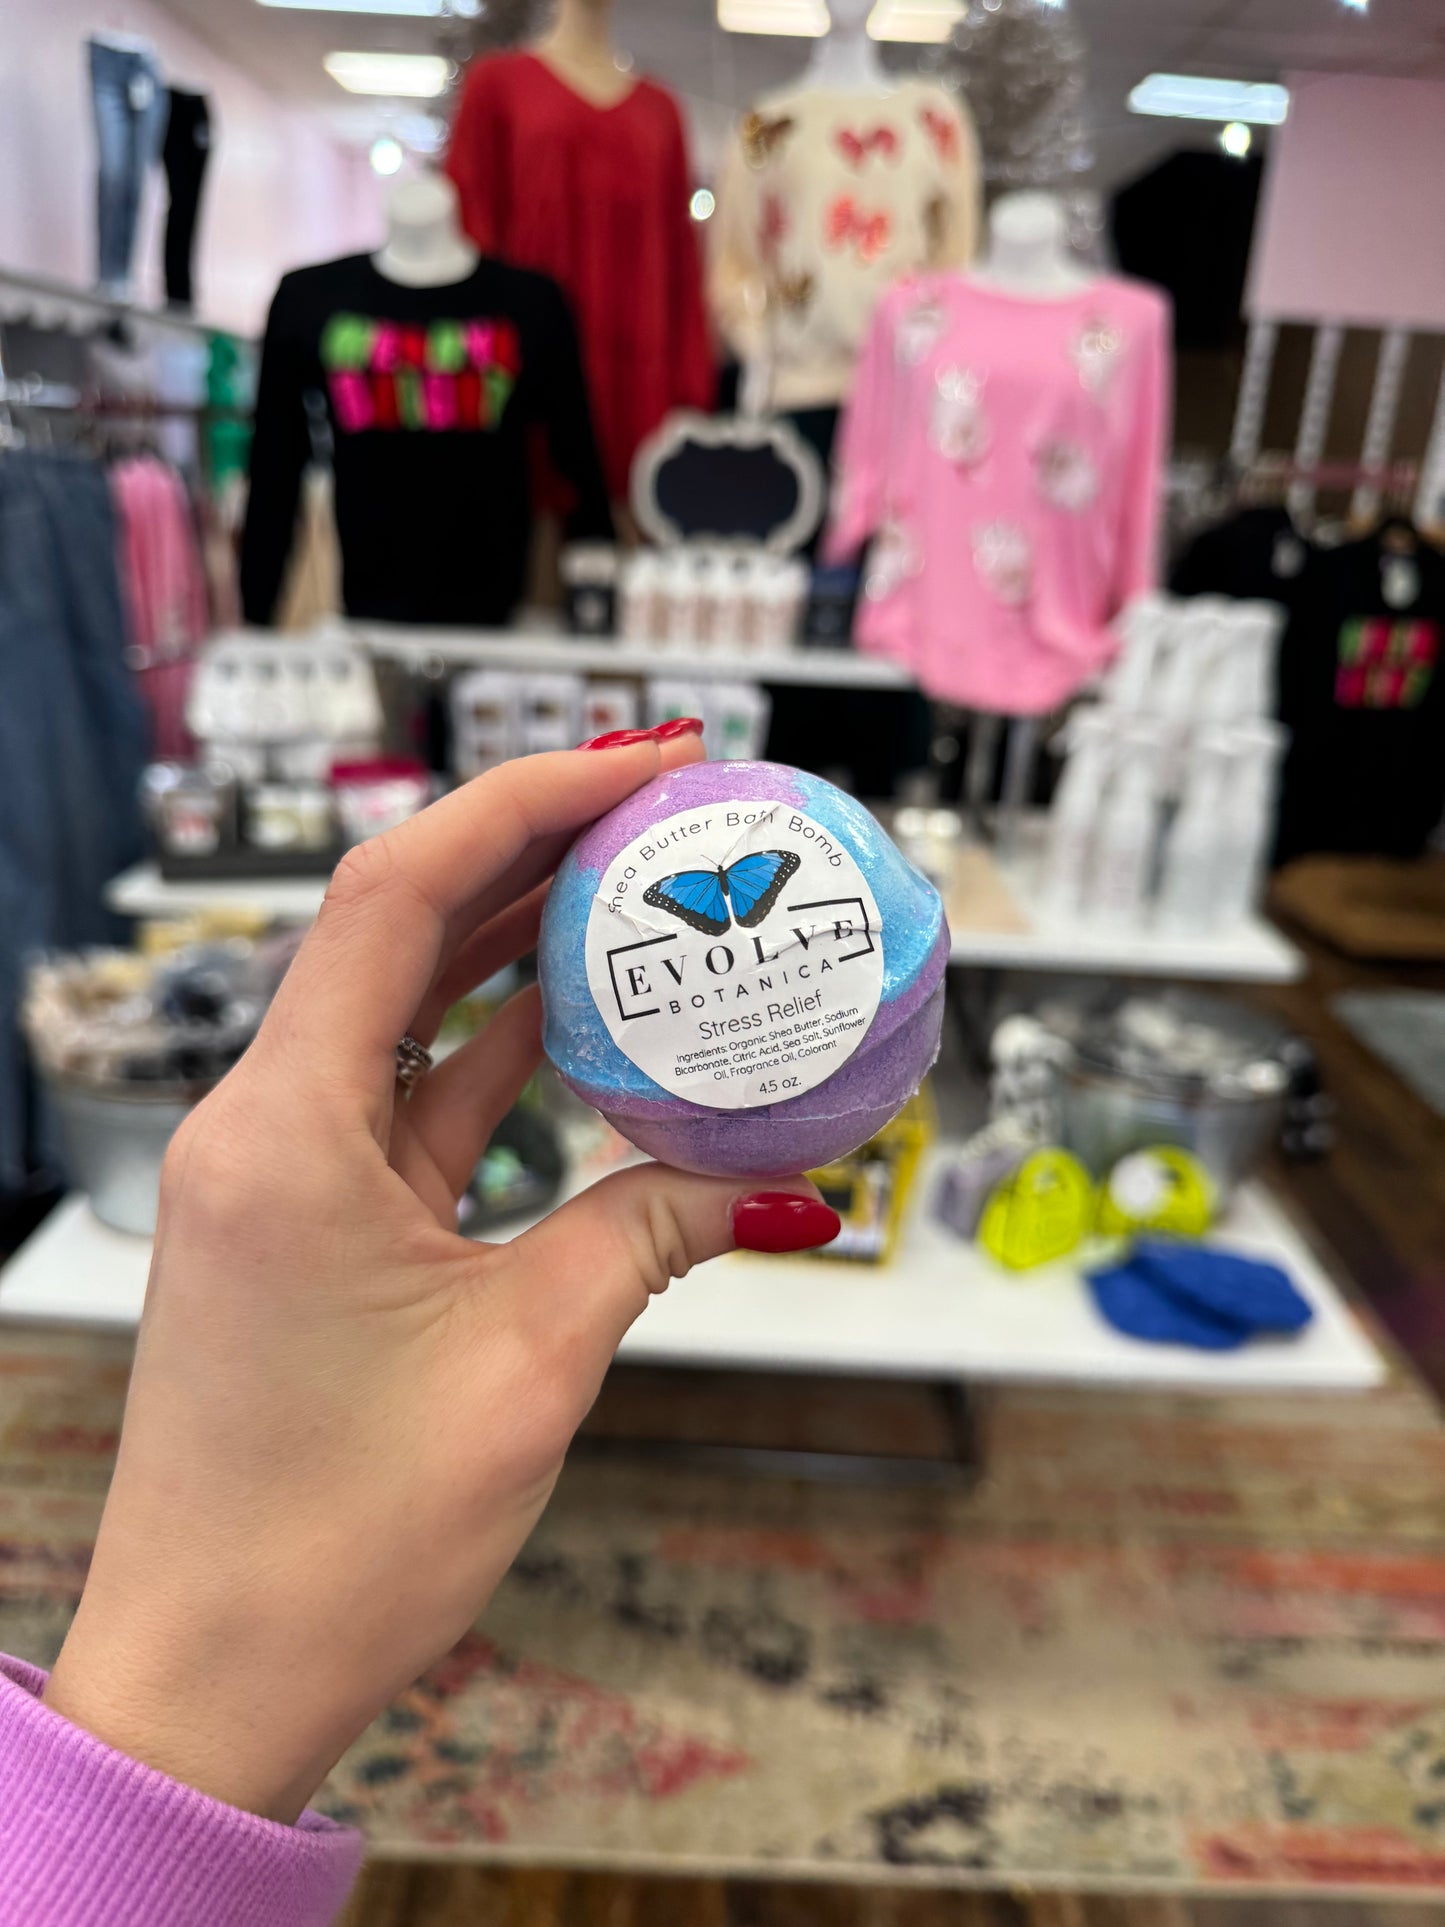 Shea Butter Bath Bomb
EVOLVE
BOTANICA
Stress Relief
Ingredients: Organic Shea Butter, Sodium
Bicarbonate, Citric Acid, Sea Salt, Sunflower
Oil, Fragrance Oil, Colorant
4.5 oz.